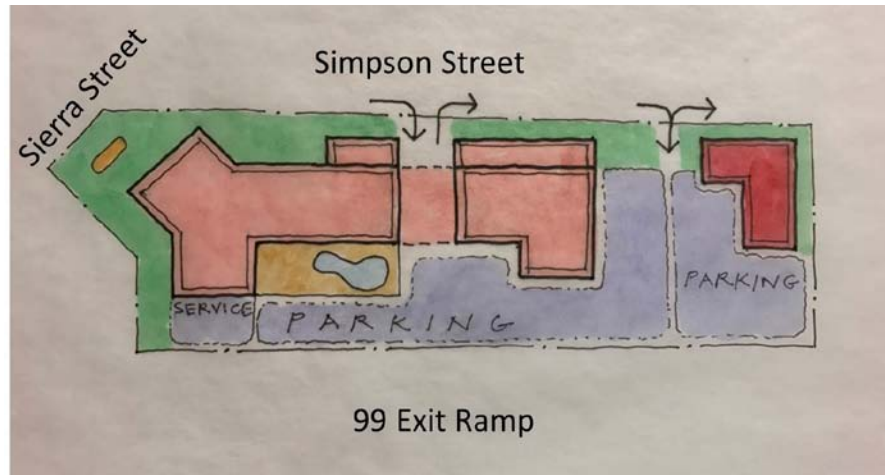 Sierra Street
Simpson Street
SERVICE
PARKING
PARKING
99 Exit Ramp